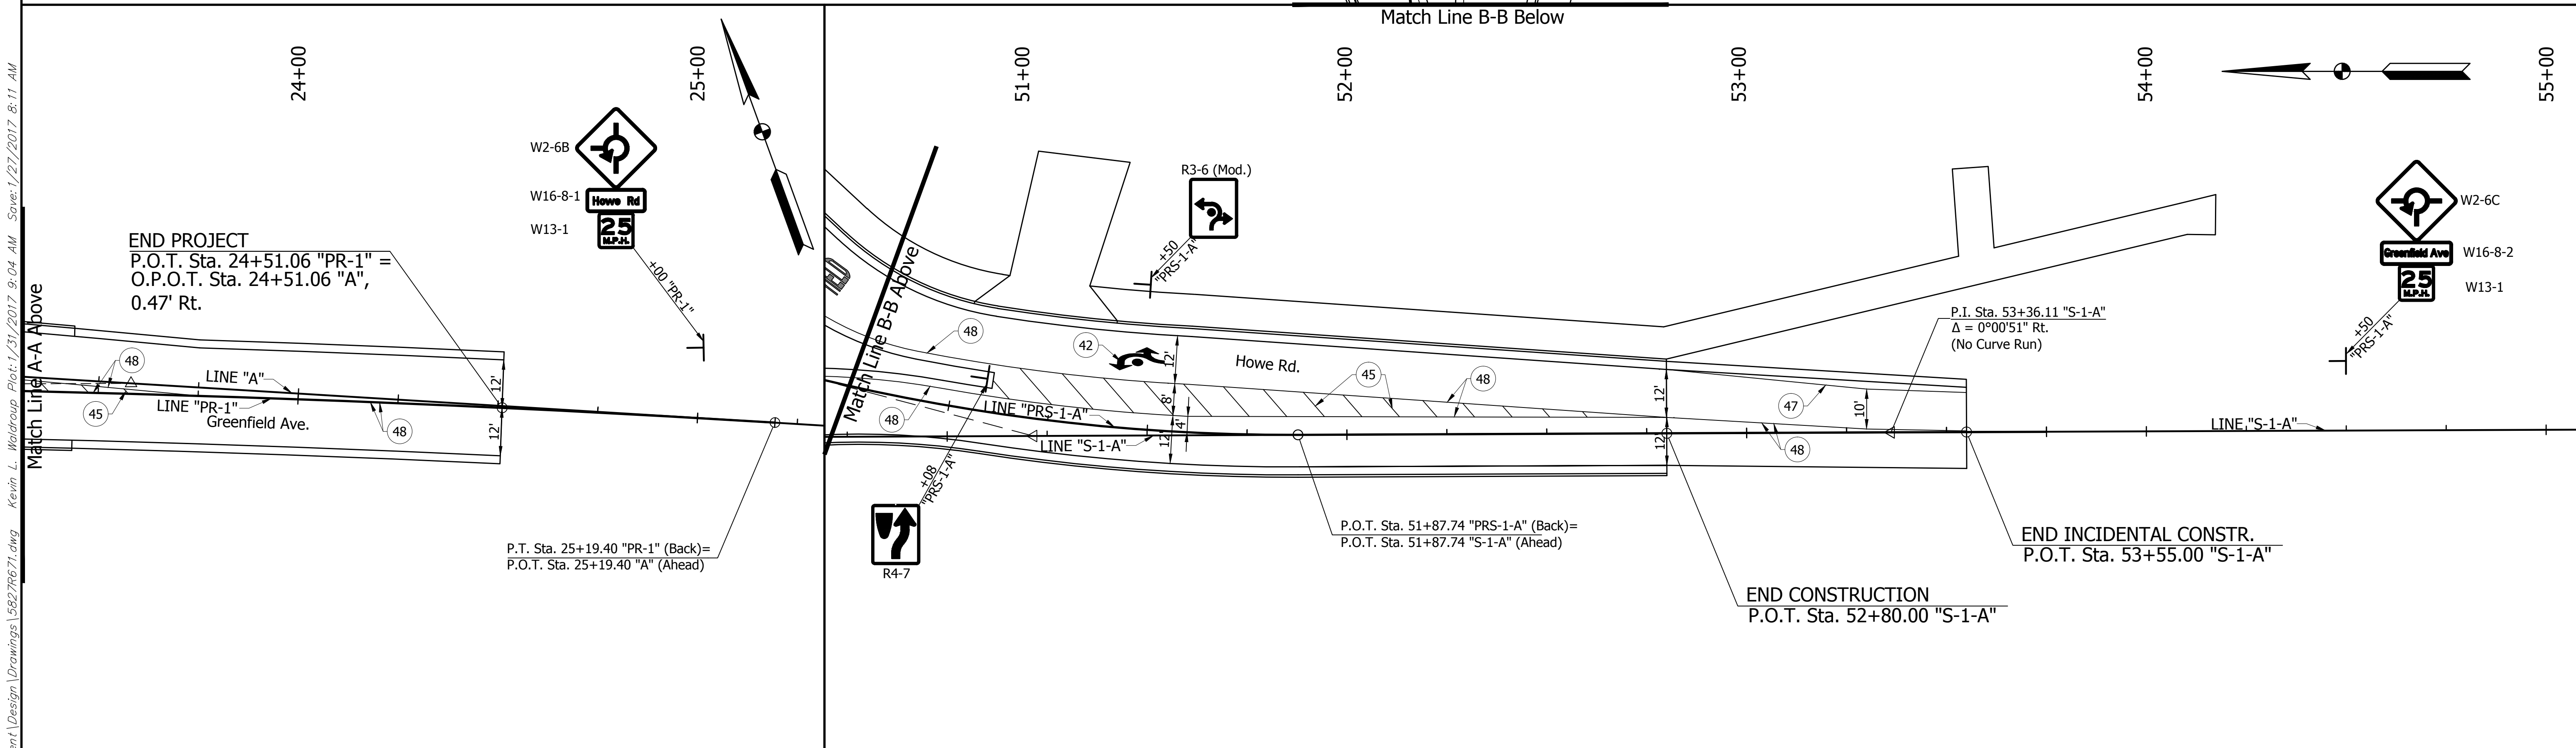 Match Line B-B Below
24+00
25+00
51+00
52+00
53+00
54+00
55+00
Kevin L. Waldroup Plot: 1/31/2017 9:04 AM Save: 1/27/2017 8:11 AM
\Design\Drawings\5827R671.dwg
Match Line A-A Above
END PROJECT
P.O.T. Sta. 24+51.06 "PR-1" =
O.P.O.T. Sta. 24+51.06 "A",
0.47' Rt.
W2-6B
W16-8-1
Howe Rd
W13-1
25
M.P.H.
+00 "PR-1"
48
LINE "A"
45
LINE "PR-1"
Greenfield Ave.
48
12'
12'
P.T. Sta. 25+19.40 "PR-1" (Back)=
P.O.T. Sta. 25+19.40 "A" (Ahead)
Match Line B-B Above
48
48
R3-6 (Mod.)
+50
"PRS-1-A"
42
12'
8'
4'
12'
Howe Rd.
45
48
LINE "PRS-1-A"
LINE "S-1-A"
+08
"PRS-1-A"
R4-7
12'
12'
47
10'
48
P.I. Sta. 53+36.11 "S-1-A"
Δ = 0°00'51" Rt.
(No Curve Run)
P.O.T. Sta. 51+87.74 "PRS-1-A" (Back)=
P.O.T. Sta. 51+87.74 "S-1-A" (Ahead)
END CONSTRUCTION
P.O.T. Sta. 52+80.00 "S-1-A"
END INCIDENTAL CONSTR.
P.O.T. Sta. 53+55.00 "S-1-A"
LINE "S-1-A"
W2-6C
Greenfield Ave
W16-8-2
25
M.P.H.
W13-1
+50
"PRS-1-A"